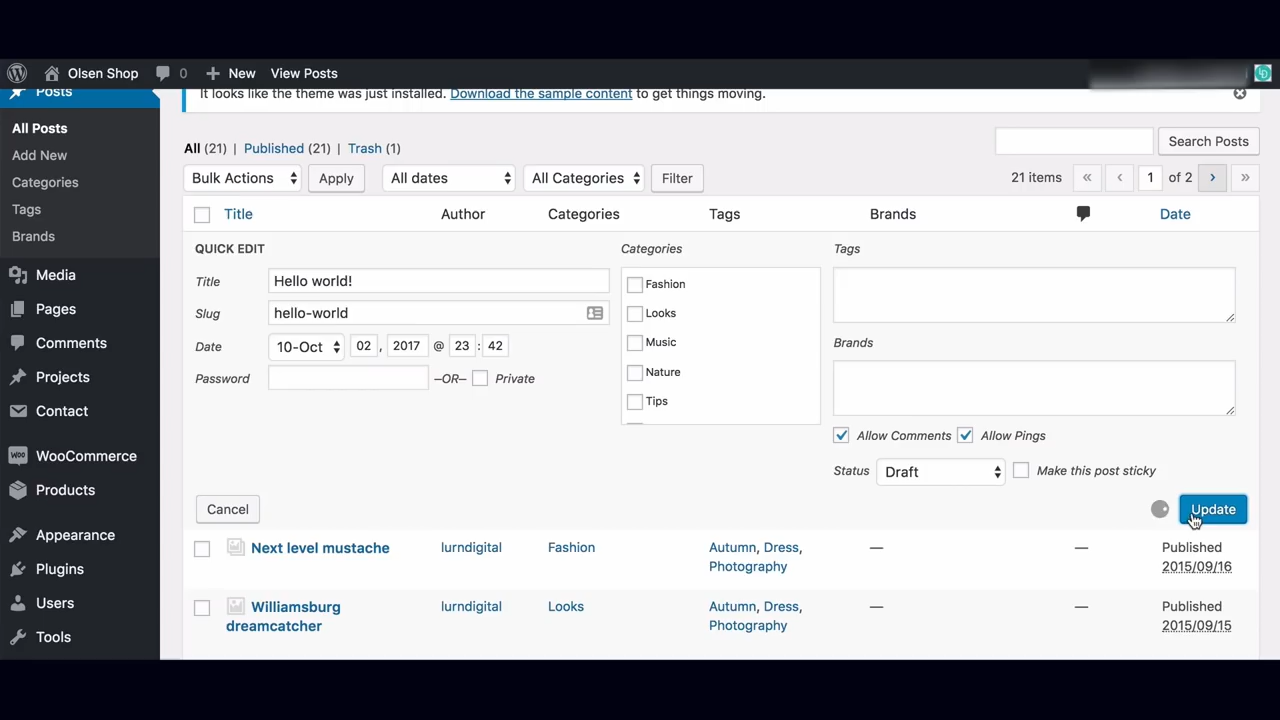 Olsen Shop 0 New View Posts
Posts
It looks like the theme was just installed. Download the sample content to get things moving.
All Posts
Add New
Categories
Tags
Brands
Media
Pages
Comments
Projects
Contact
WooCommerce
Products
Appearance
Plugins
Users
Tools
All (21) | Published (21) | Trash (1)
Search Posts
Bulk Actions Apply All dates All Categories Filter 21 items « ‹ 1 of 2 › »
Title Author Categories Tags Brands Date
QUICK EDIT Categories Tags
Title Hello world!
Slug hello-world
Date 10-Oct 02 , 2017 @ 23 : 42
Password –OR– Private
Fashion
Looks
Music
Nature
Tips
Brands
Allow Comments Allow Pings
Status Draft Make this post sticky
Cancel Update
Next level mustache lurndigital Fashion Autumn, Dress, — — Published
Photography 2015/09/16
Williamsburg lurndigital Looks Autumn, Dress, — — Published
dreamcatcher Photography 2015/09/15